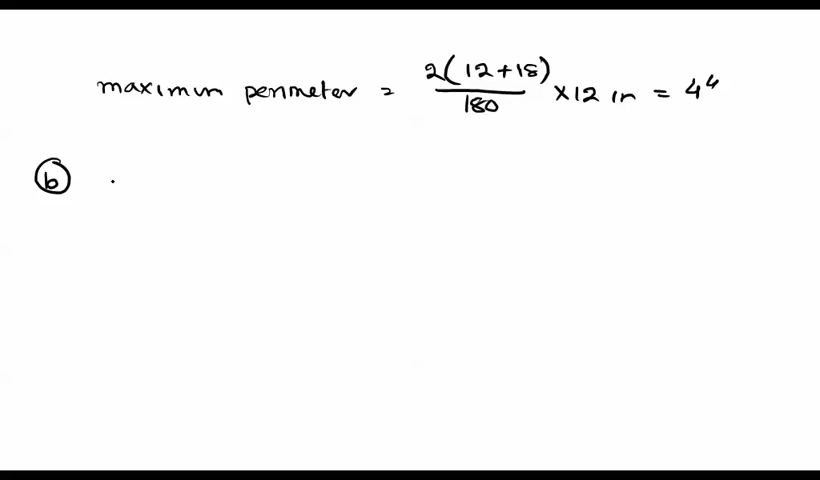 maximum perimeter = 2(12+18)/180 ×12 in = 4"
ⓑ .